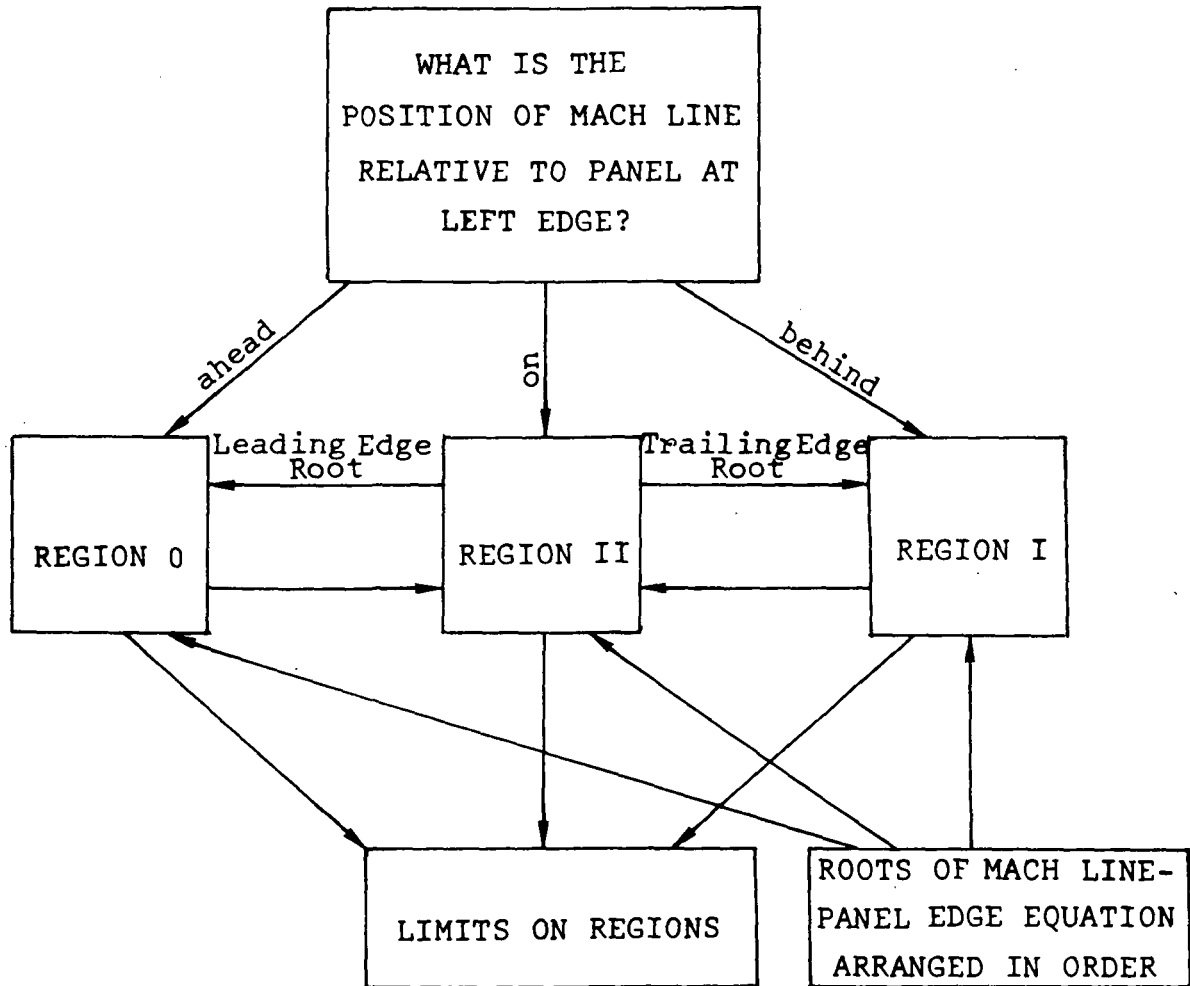 WHAT IS THE
POSITION OF MACH LINE
RELATIVE TO PANEL AT
LEFT EDGE?
ahead
on
behind
Leading Edge
Root
Trailing Edge
Root
REGION 0
REGION II
REGION I
LIMITS ON REGIONS
ROOTS OF MACH LINE-
PANEL EDGE EQUATION
ARRANGED IN ORDER